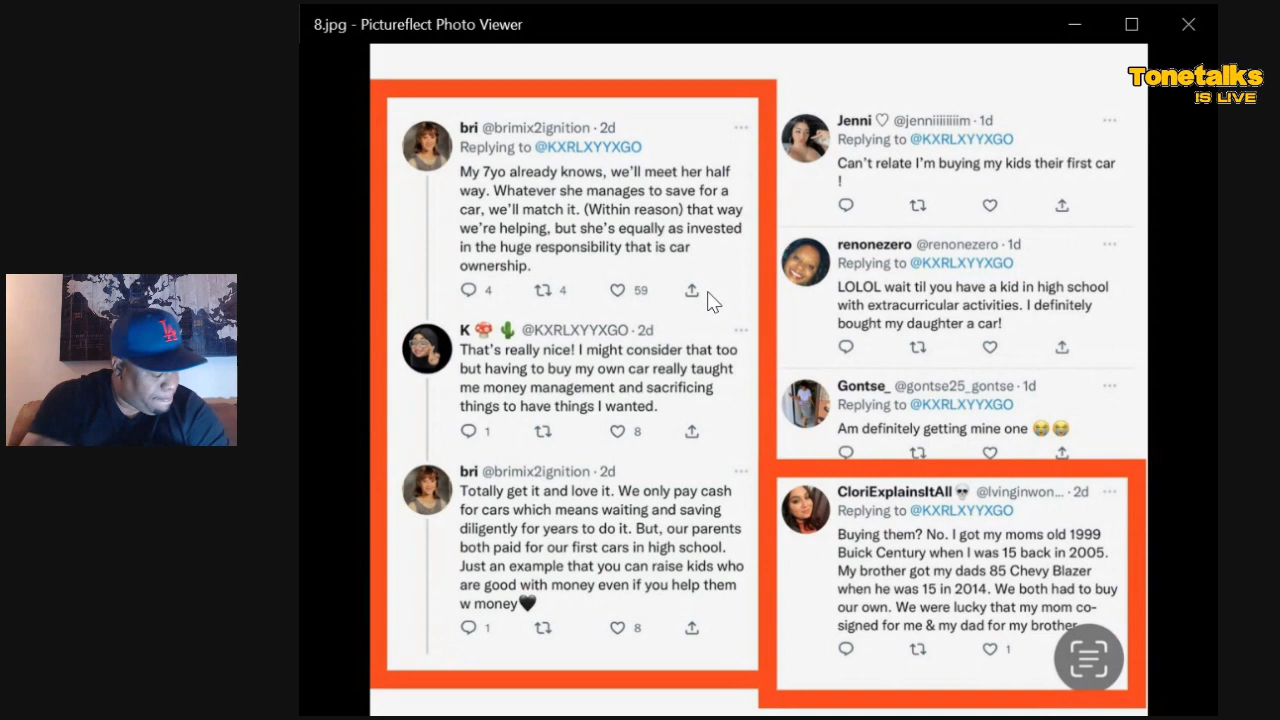 8.jpg - Pictureflect Photo Viewer
Tonetalks
IS LIVE
bri @brimix2ignition · 2d
Replying to @KXRLXYYXGO
My 7yo already knows, we'll meet her half
way. Whatever she manages to save for a
car, we'll match it. (Within reason) that way
we're helping, but she's equally as invested
in the huge responsibility that is car
ownership.
4 4 59
K 🍄 🌵 @KXRLXYYXGO · 2d
That's really nice! I might consider that too
but having to buy my own car really taught
me money management and sacrificing
things to have things I wanted.
1 8
bri @brimix2ignition · 2d
Totally get it and love it. We only pay cash
for cars which means waiting and saving
diligently for years to do it. But, our parents
both paid for our first cars in high school.
Just an example that you can raise kids who
are good with money even if you help them
w money🖤
1 8
Jenni ♡ @jenniiiiiiiim · 1d
Replying to @KXRLXYYXGO
Can't relate I'm buying my kids their first car
!
renonezero @renonezero · 1d
Replying to @KXRLXYYXGO
LOLOL wait til you have a kid in high school
with extracurricular activities. I definitely
bought my daughter a car!
Gontse_ @gontse25_gontse · 1d
Replying to @KXRLXYYXGO
Am definitely getting mine one 😭😭
CloriExplainsItAll💀 @lvinginwon... · 2d
Replying to @KXRLXYYXGO
Buying them? No. I got my moms old 1999
Buick Century when I was 15 back in 2005.
My brother got my dads 85 Chevy Blazer
when he was 15 in 2014. We both had to buy
our own. We were lucky that my mom co-
signed for me & my dad for my brother
1
LA